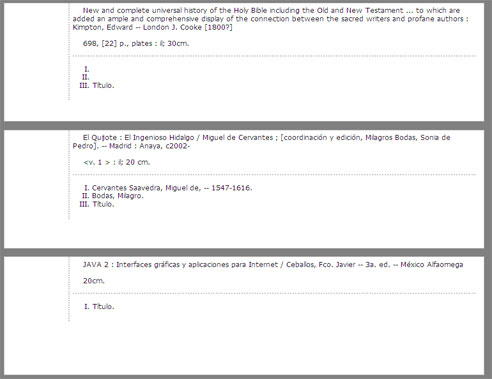 New and complete universal history of the Holy Bible including the Old and New Testament ... to which are
added an ample and comprehensive display of the connection between the sacred writers and profane authors :
Kimpton, Edward -- London J. Cooke [1800?]
698, [22] p., plates : il; 30cm.
I.
II.
III. Título.
El Quijote : El Ingenioso Hidalgo / Miguel de Cervantes ; [coordinación y edición, Milagros Bodas, Sonia de
Pedro]. -- Madrid : Anaya, c2002-
<v. 1 > : il; 20 cm.
I. Cervantes Saavedra, Miguel de, -- 1547-1616.
II. Bodas, Milagro.
III. Título.
JAVA 2 : Interfaces gráficas y aplicaciones para Internet / Ceballos, Fco. Javier -- 3a. ed. -- México Alfaomega
20cm.
I. Título.